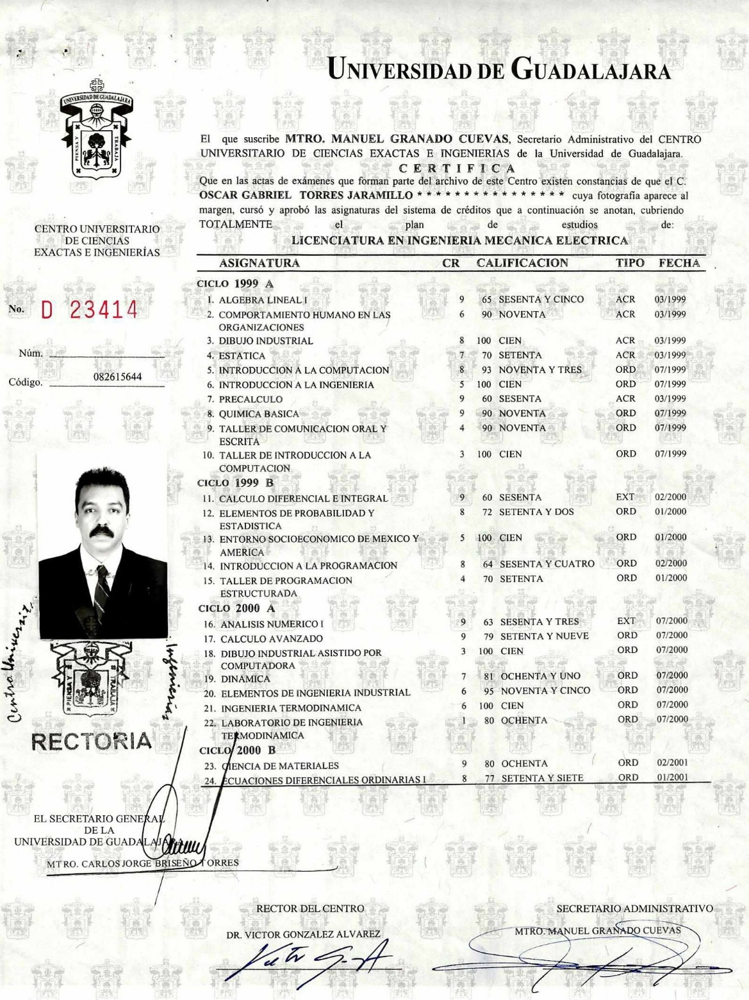 UNIVERSIDAD DE GUADALAJARA
UNIVERSIDAD DE GUADALAJARA
PIENSA Y
TRABAJA
El que suscribe MTRO. MANUEL GRANADO CUEVAS, Secretario Administrativo del CENTRO
UNIVERSITARIO DE CIENCIAS EXACTAS E INGENIERIAS de la Universidad de Guadalajara.
CERTIFICA
Que en las actas de exámenes que forman parte del archivo de este Centro existen constancias de que el C.
OSCAR GABRIEL TORRES JARAMILLO * * * * * * * * * * * * * * * * cuya fotografía aparece al
margen, cursó y aprobó las asignaturas del sistema de créditos que a continuación se anotan, cubriendo
TOTALMENTE el plan de estudios de:
LICENCIATURA EN INGENIERIA MECANICA ELECTRICA
CENTRO UNIVERSITARIO
DE CIENCIAS
EXACTAS E INGENIERÍAS
No. D 23414
Núm.
Código. 082615644
ASIGNATURA CR CALIFICACION TIPO FECHA
CICLO 1999 A
1. ALGEBRA LINEAL I 9 65 SESENTA Y CINCO ACR 03/1999
2. COMPORTAMIENTO HUMANO EN LAS 6 90 NOVENTA ACR 03/1999
ORGANIZACIONES
3. DIBUJO INDUSTRIAL 8 100 CIEN ACR 03/1999
4. ESTATICA 7 70 SETENTA ACR 03/1999
5. INTRODUCCION A LA COMPUTACION 8 93 NOVENTA Y TRES ORD 07/1999
6. INTRODUCCION A LA INGENIERIA 5 100 CIEN ORD 07/1999
7. PRECALCULO 9 60 SESENTA ACR 03/1999
8. QUIMICA BASICA 9 90 NOVENTA ORD 07/1999
9. TALLER DE COMUNICACION ORAL Y 4 90 NOVENTA ORD 07/1999
ESCRITA
10. TALLER DE INTRODUCCION A LA 3 100 CIEN ORD 07/1999
COMPUTACION
CICLO 1999 B
11. CALCULO DIFERENCIAL E INTEGRAL 9 60 SESENTA EXT 02/2000
12. ELEMENTOS DE PROBABILIDAD Y 8 72 SETENTA Y DOS ORD 01/2000
ESTADISTICA
13. ENTORNO SOCIOECONOMICO DE MEXICO Y 5 100 CIEN ORD 01/2000
AMERICA
14. INTRODUCCION A LA PROGRAMACION 8 64 SESENTA Y CUATRO ORD 02/2000
15. TALLER DE PROGRAMACION 4 70 SETENTA ORD 01/2000
ESTRUCTURADA
CICLO 2000 A
16. ANALISIS NUMERICO I 9 63 SESENTA Y TRES EXT 07/2000
17. CALCULO AVANZADO 9 79 SETENTA Y NUEVE ORD 07/2000
18. DIBUJO INDUSTRIAL ASISTIDO POR 3 100 CIEN ORD 07/2000
COMPUTADORA
19. DINAMICA 7 81 OCHENTA Y UNO ORD 07/2000
20. ELEMENTOS DE INGENIERIA INDUSTRIAL 6 95 NOVENTA Y CINCO ORD 07/2000
21. INGENIERIA TERMODINAMICA 6 100 CIEN ORD 07/2000
22. LABORATORIO DE INGENIERIA 1 80 OCHENTA ORD 07/2000
TERMODINAMICA
CICLO 2000 B
23. CIENCIA DE MATERIALES 9 80 OCHENTA ORD 02/2001
24. ECUACIONES DIFERENCIALES ORDINARIAS I 8 77 SETENTA Y SIETE ORD 01/2001
Centro
Ingenierías
PIENSA Y
TRABAJA
RECTORIA
EL SECRETARIO GENERAL
DE LA
UNIVERSIDAD DE GUADALAJARA
MTRO. CARLOS JORGE BRISEÑO TORRES
RECTOR DEL CENTRO
DR. VICTOR GONZALEZ ALVAREZ
SECRETARIO ADMINISTRATIVO
MTRO. MANUEL GRANADO CUEVAS